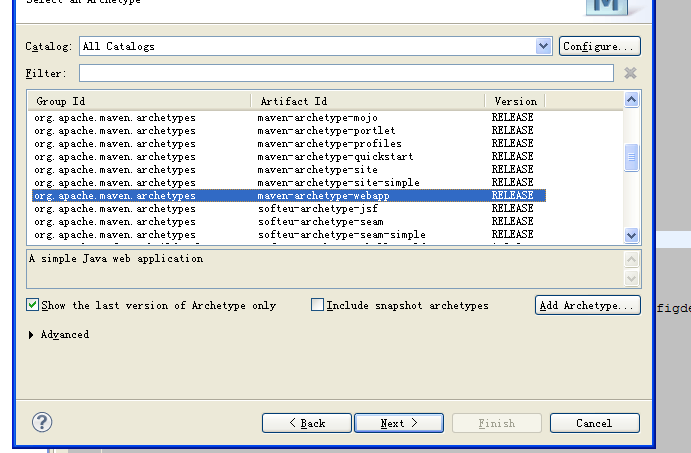 Select an Archetype
Catalog: All Catalogs Configure...
Filter:
Group Id Artifact Id Version
org.apache.maven.archetypes maven-archetype-mojo RELEASE
org.apache.maven.archetypes maven-archetype-portlet RELEASE
org.apache.maven.archetypes maven-archetype-profiles RELEASE
org.apache.maven.archetypes maven-archetype-quickstart RELEASE
org.apache.maven.archetypes maven-archetype-site RELEASE
org.apache.maven.archetypes maven-archetype-site-simple RELEASE
org.apache.maven.archetypes maven-archetype-webapp RELEASE
org.apache.maven.archetypes softeu-archetype-jsf RELEASE
org.apache.maven.archetypes softeu-archetype-seam RELEASE
org.apache.maven.archetypes softeu-archetype-seam-simple RELEASE
A simple Java web application
Show the last version of Archetype only Include snapshot archetypes Add Archetype...
figde
Advanced
? < Back Next > Finish Cancel